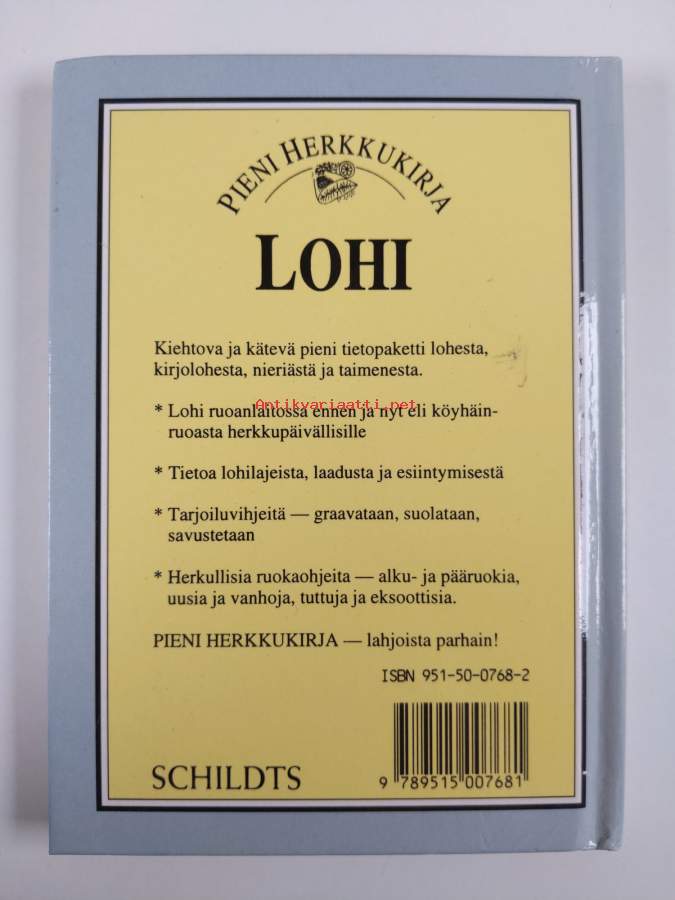 PIENI HERKKUKIRJA
LOHI
Kiehtova ja kätevä pieni tietopaketti lohesta,
kirjolohesta, nieriästä ja taimenesta.
Antikvariaatti.net
* Lohi ruoanlaitossa ennen ja nyt eli köyhäin-
ruoasta herkkupäivällisille
* Tietoa lohilajeista, laadusta ja esiintymisestä
* Tarjoiluvihjeitä — graavataan, suolataan,
savustetaan
* Herkullisia ruokaohjeita — alku- ja pääruokia,
uusia ja vanhoja, tuttuja ja eksoottisia.
PIENI HERKKUKIRJA — lahjoista parhain!
ISBN 951-50-0768-2
SCHILDTS
9 789515 007681